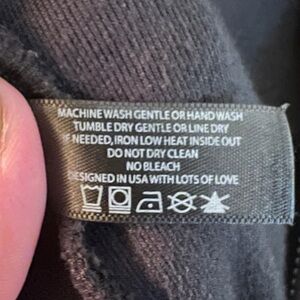 MACHINE WASH GENTLE OR HAND WASH
TUMBLE DRY GENTLE OR LINE DRY
IF NEEDED, IRON LOW HEAT INSIDE OUT
DO NOT DRY CLEAN
NO BLEACH
DESIGNED IN USA WITH LOTS OF LOVE